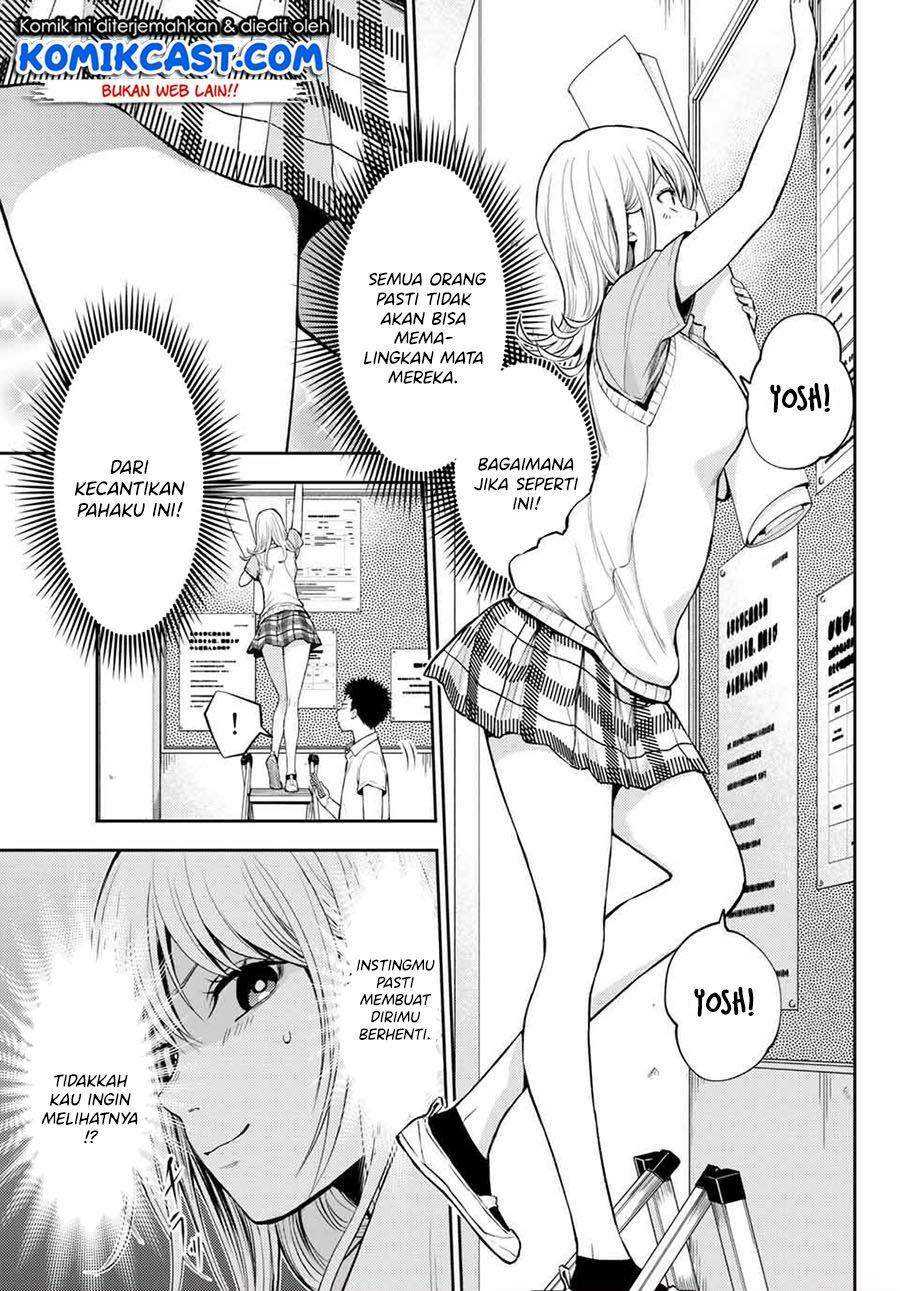 Komik ini diterjemahkan & diedit oleh
KOMIKCAST.COM
BUKAN WEB LAIN!!
YOSH!
YOSH!
BAGAIMANA
JIKA SEPERTI
INI!
SEMUA ORANG
PASTI TIDAK
AKAN BISA
MEMA-
LINGKAN MATA
MEREKA.
DARI
KECANTIKAN
PAHAKU INI!
!
INSTINGMU
PASTI
MEMBUAT
DIRIMU
BERHENTI.
TIDAKKAH
KAU INGIN
MELIHATNYA
!?